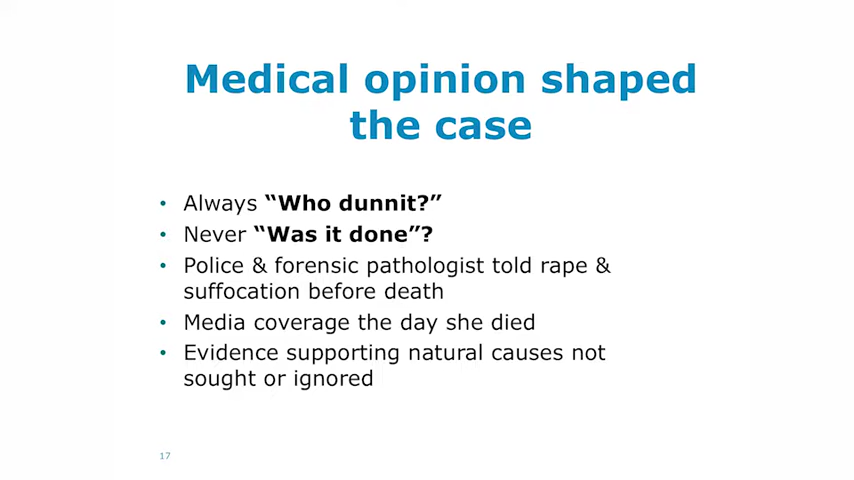 Medical opinion shaped
the case
• Always “Who dunnit?”
• Never “Was it done”?
• Police & forensic pathologist told rape &
suffocation before death
• Media coverage the day she died
• Evidence supporting natural causes not
sought or ignored
17